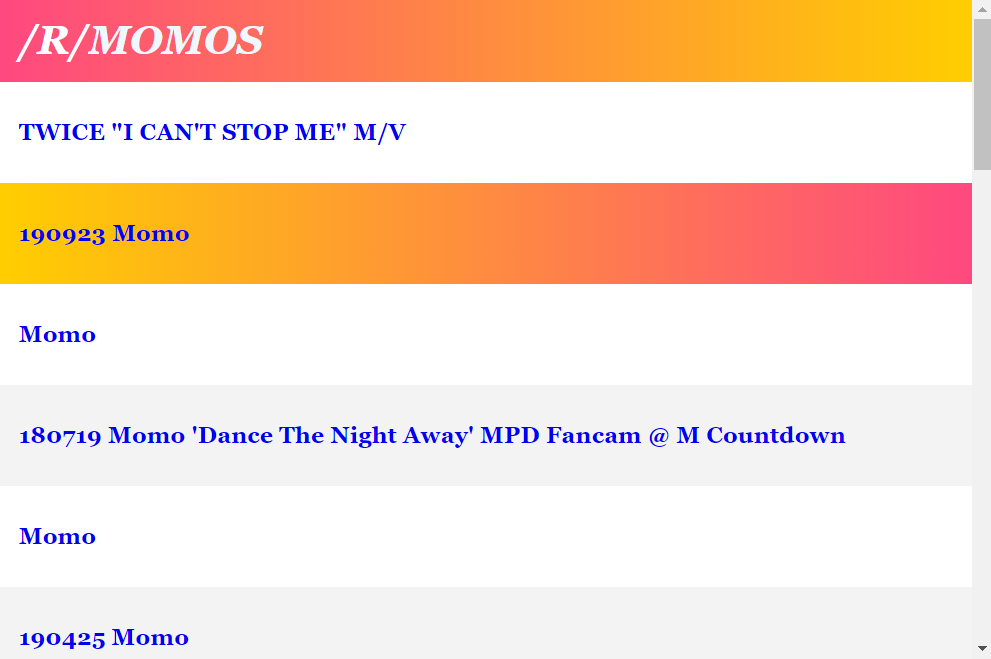 /R/MOMOS
TWICE "I CAN'T STOP ME" M/V
190923 Momo
Momo
180719 Momo 'Dance The Night Away' MPD Fancam @ M Countdown
Momo
190425 Momo